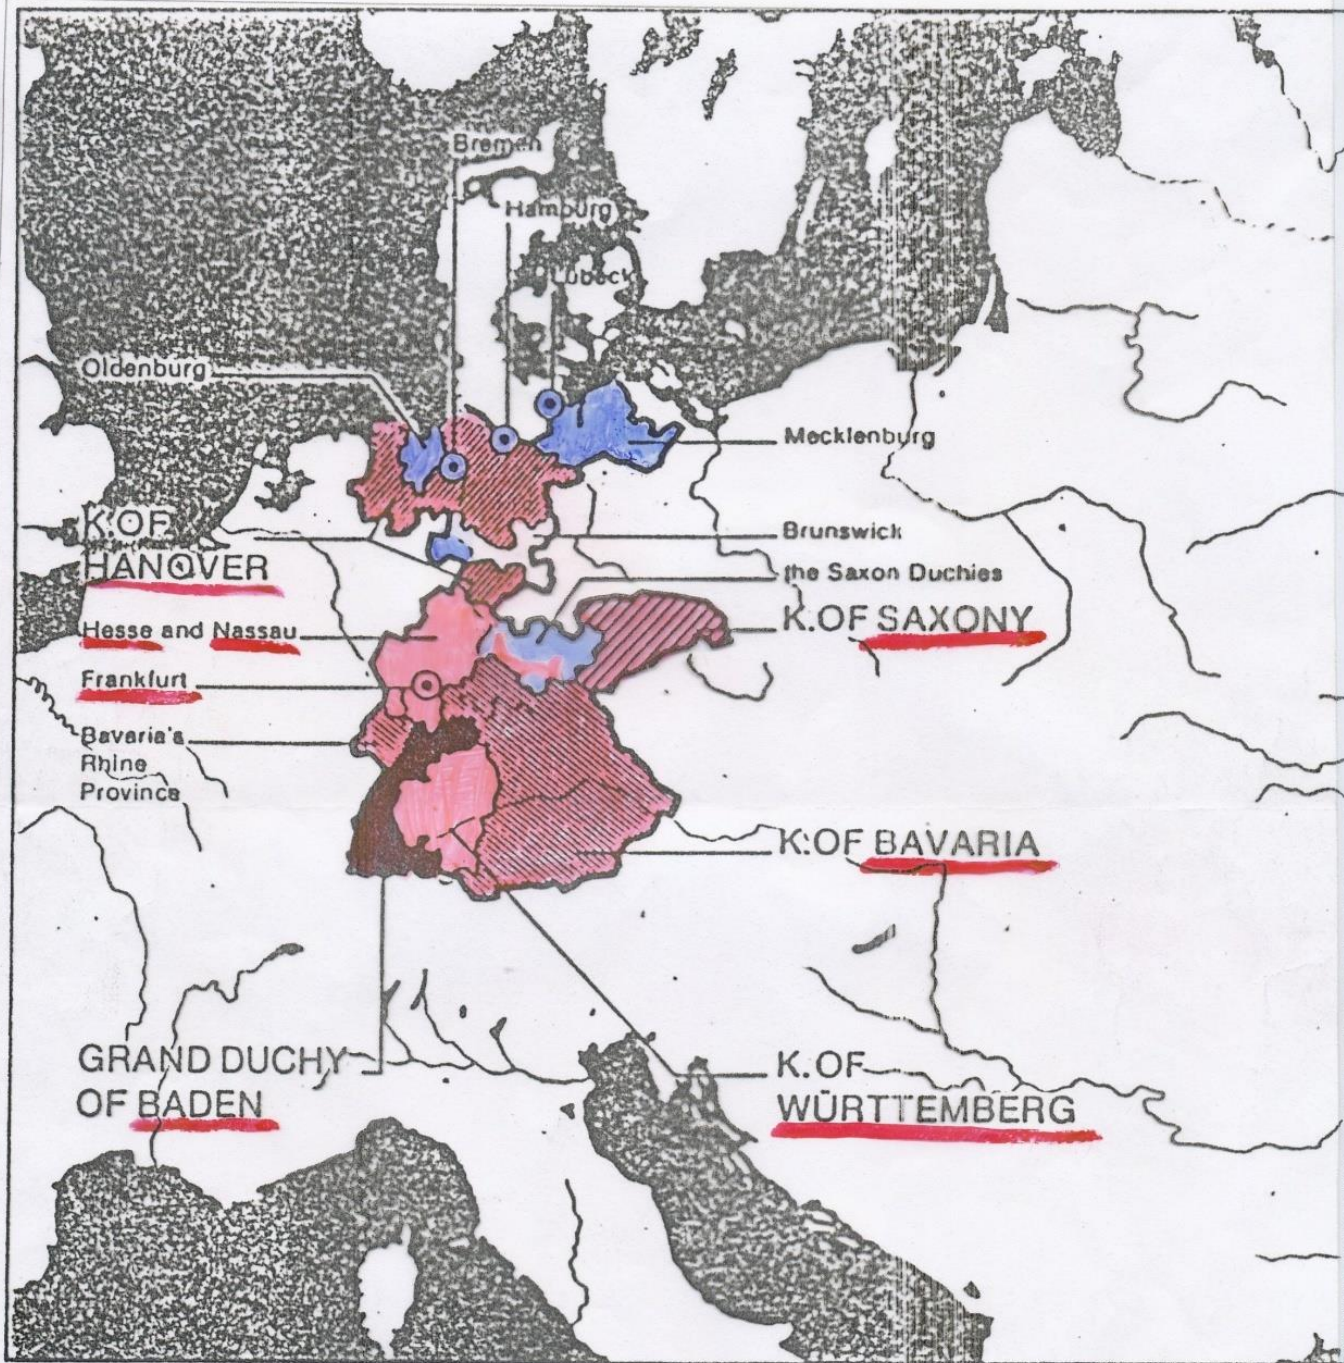 Bremen
Hamburg
Lübeck
Oldenburg
Mecklenburg
K.OF
HANOVER
Brunswick
the Saxon Duchies
K.OF SAXONY
Hesse and Nassau
Frankfurt
Bavaria's
Rhine
Province
K.OF BAVARIA
GRAND DUCHY
OF BADEN
K.OF
WÜRTTEMBERG